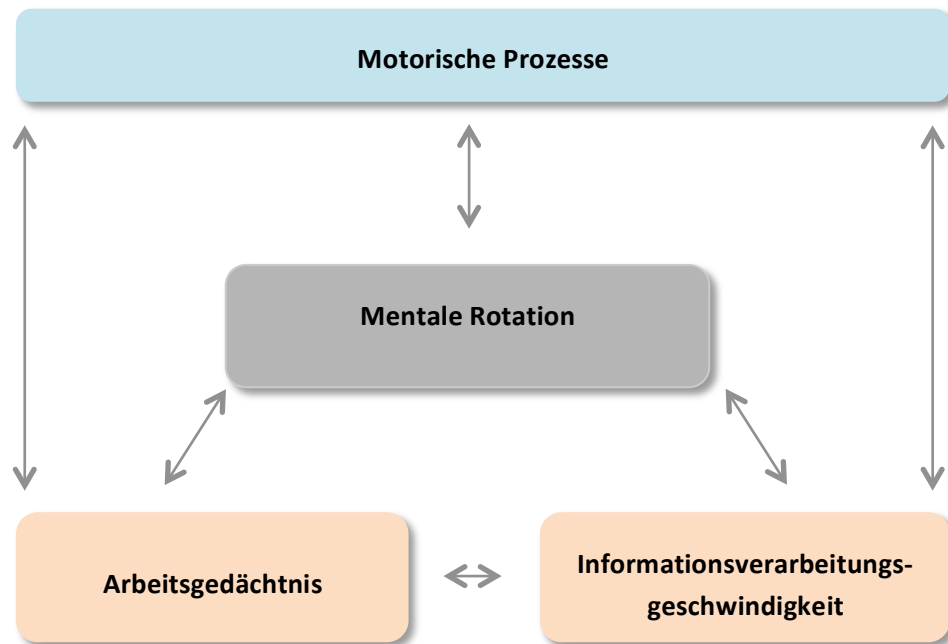 Motorische Prozesse
Mentale Rotation
Arbeitsgedächtnis
Informationsverarbeitungs-
geschwindigkeit